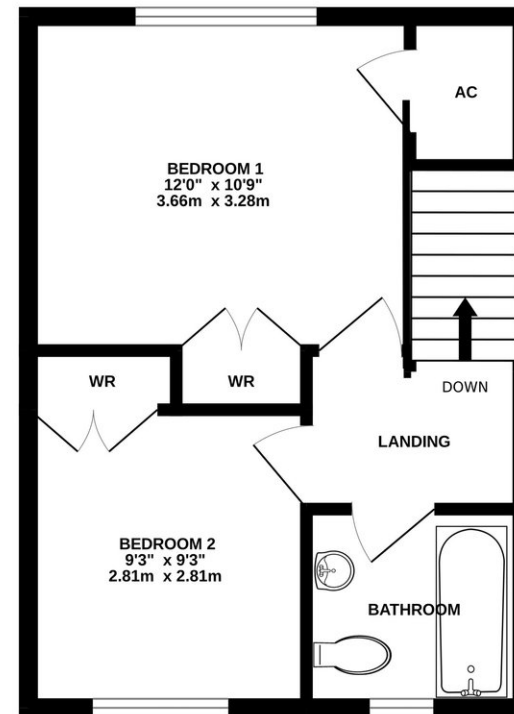 AC
BEDROOM 1
12'0" x 10'9"
3.66m x 3.28m
WR
WR
DOWN
LANDING
BEDROOM 2
9'3" x 9'3"
2.81m x 2.81m
BATHROOM